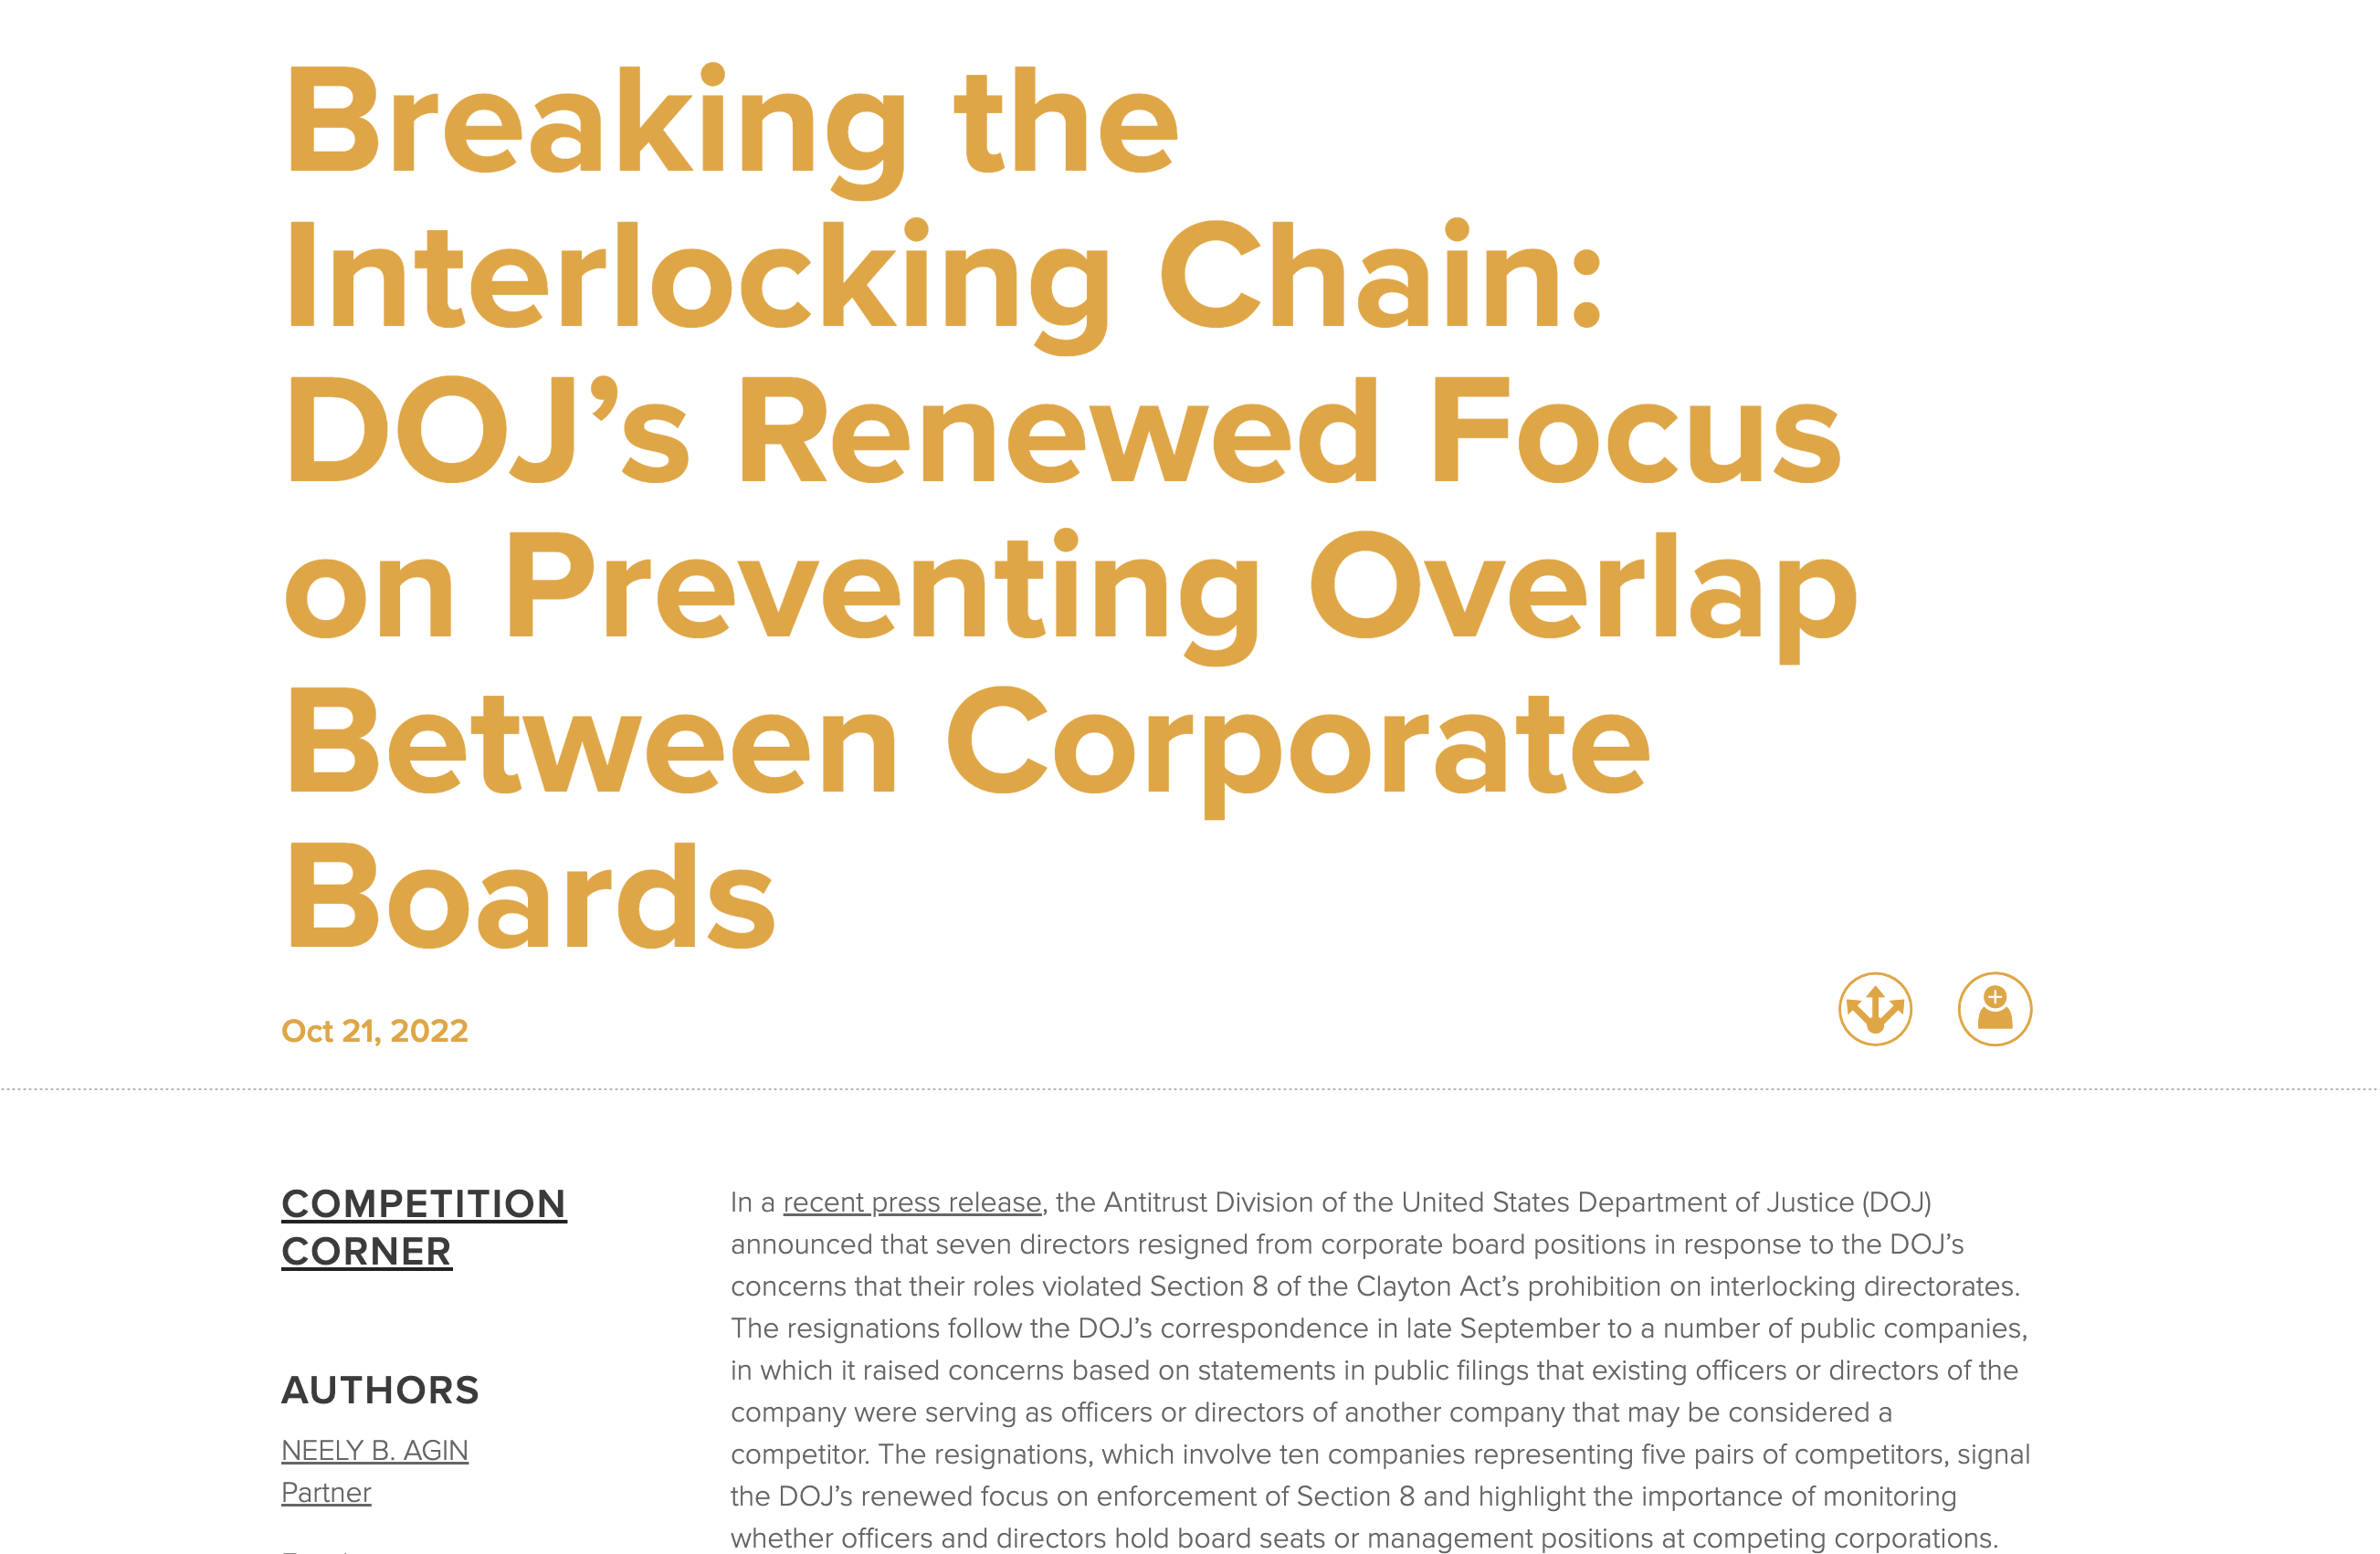 Breaking the
Interlocking Chain:
DOJ’s Renewed Focus
on Preventing Overlap
Between Corporate
Boards
Oct 21, 2022
COMPETITION
CORNER
AUTHORS
NEELY B. AGIN
Partner
In a recent press release, the Antitrust Division of the United States Department of Justice (DOJ)
announced that seven directors resigned from corporate board positions in response to the DOJ’s
concerns that their roles violated Section 8 of the Clayton Act’s prohibition on interlocking directorates.
The resignations follow the DOJ’s correspondence in late September to a number of public companies,
in which it raised concerns based on statements in public filings that existing officers or directors of the
company were serving as officers or directors of another company that may be considered a
competitor. The resignations, which involve ten companies representing five pairs of competitors, signal
the DOJ’s renewed focus on enforcement of Section 8 and highlight the importance of monitoring
whether officers and directors hold board seats or management positions at competing corporations.